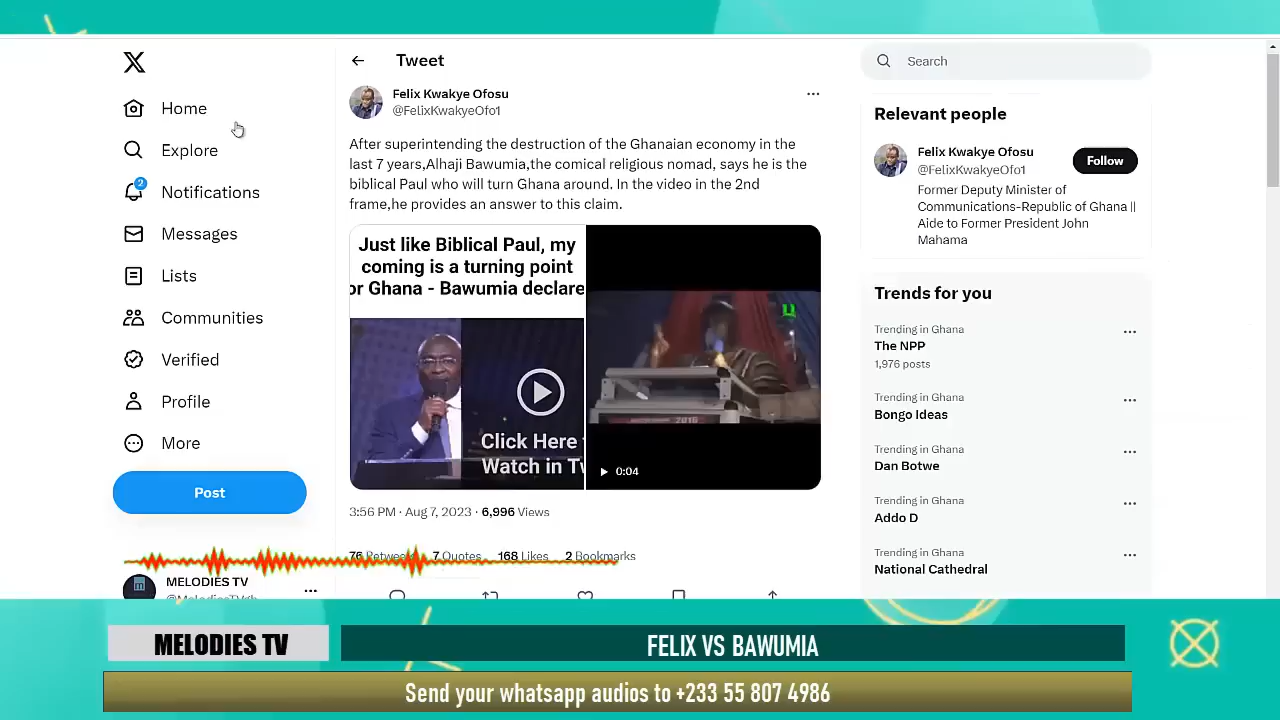 Home
Explore
2
Notifications
Messages
Lists
Communities
Verified
Profile
More
Post
MELODIES TV
Tweet
Felix Kwakye Ofosu
@FelixKwakyeOfo1
After superintending the destruction of the Ghanaian economy in the
last 7 years.Alhaji Bawumia,the comical religious nomad, says he is the
biblical Paul who will turn Ghana around. In the video in the 2nd
frame,he provides an answer to this claim.
Just like Biblical Paul, my
coming is a turning point
or Ghana - Bawumia declare
Click Here
Watch in Tw
2016
0:04
3:56 PM · Aug 7, 2023 · 6,996 Views
76 Retweets 7 Quotes 168 Likes 2 Bookmarks
Search
Relevant people
Felix Kwakye Ofosu
@FelixKwakyeOfo1
Follow
Former Deputy Minister of
Communications-Republic of Ghana ||
Aide to Former President John
Mahama
Trends for you
Trending in Ghana
The NPP
1,976 posts
Trending in Ghana
Bongo Ideas
Trending in Ghana
Dan Botwe
Trending in Ghana
Addo D
Trending in Ghana
National Cathedral
MELODIES TV
FELIX VS BAWUMIA
Send your whatsapp audios to +233 55 807 4986